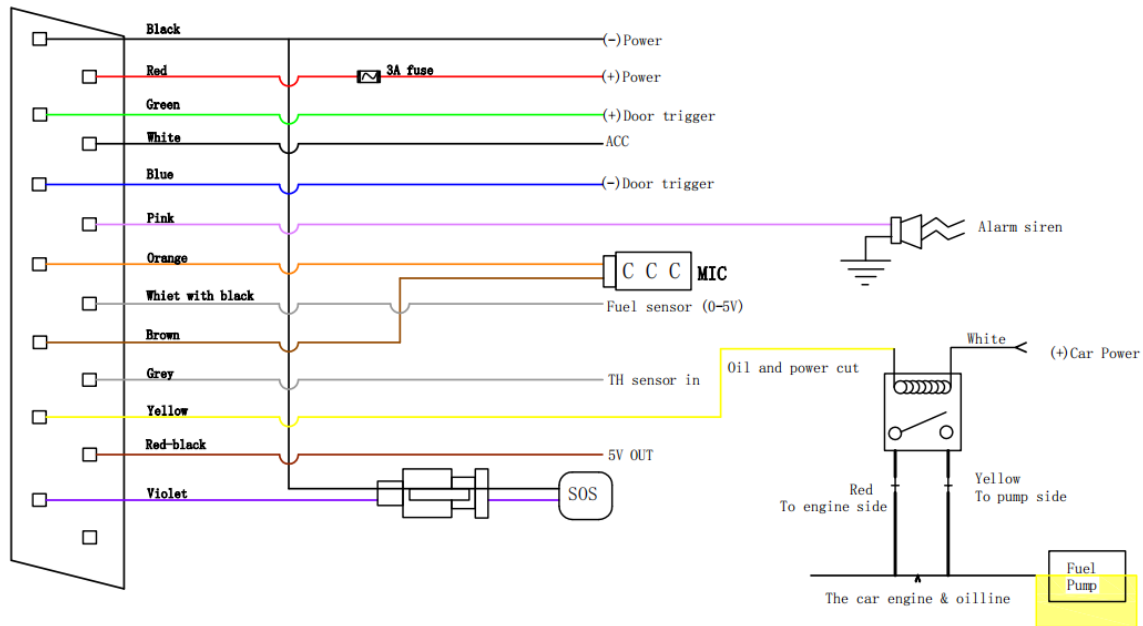 Black
(-)Power
Red
3A fuse
(+)Power
Green
(+)Door trigger
White
ACC
Blue
(-)Door trigger
Pink
Alarm siren
Orange
C C C
MIC
Whiet with black
Fuel sensor (0-5V)
Brown
White
(+)Car Power
Oil and power cut
Grey
TH sensor in
Yellow
Red-black
5V OUT
Violet
SOS
Red
To engine side
Yellow
To pump side
Fuel
Pump
The car engine & oilline